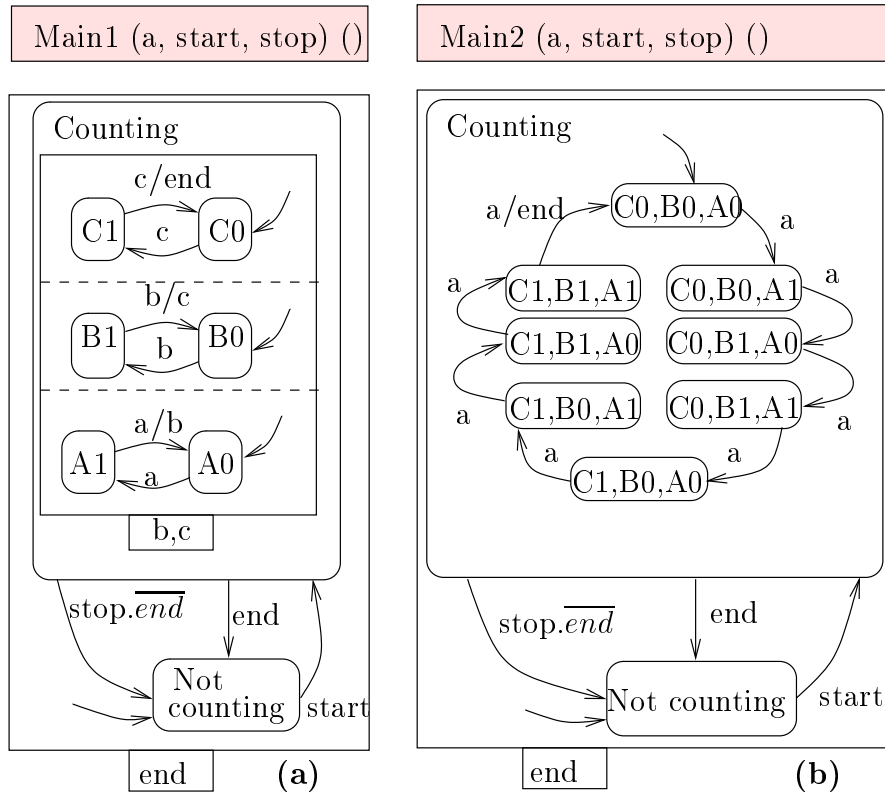 Main1 (a, start, stop) ()
Counting
c/end
C1
C0
c
b/c
B1
B0
b
a/b
A1
A0
a
b,c
stop.\overline{end}
end
Not
counting
start
end
(a)
Main2 (a, start, stop) ()
Counting
a/end
C0,B0,A0
a
a
C1,B1,A1
C0,B0,A1
a
C1,B1,A0
C0,B1,A0
a
C1,B0,A1
C0,B1,A1
a
a
a
C1,B0,A0
stop.\overline{end}
end
Not counting
start
end
(b)